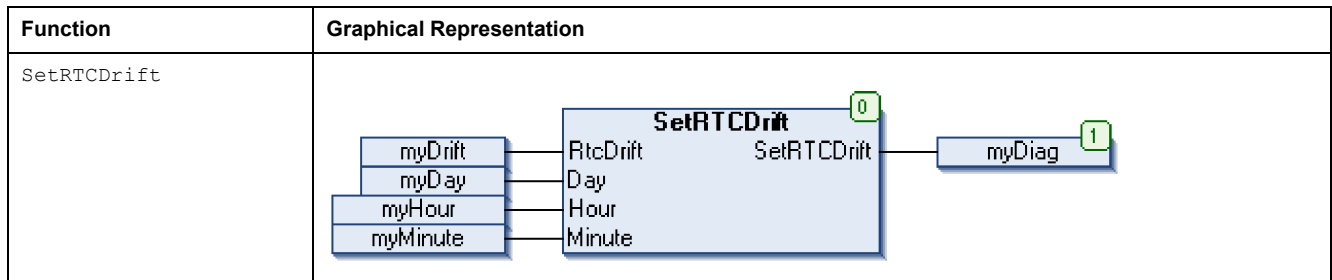 Function Graphical Representation
SetRTCDrift
0
SetRTCDrift
1
myDrift RtcDrift SetRTCDrift myDiag
myDay Day
myHour Hour
myMinute Minute